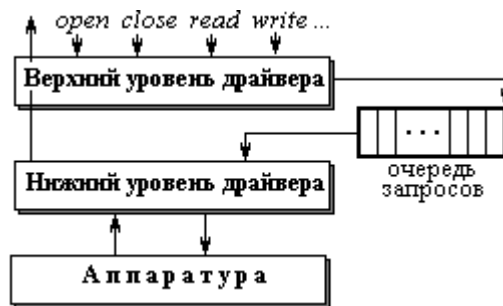 open close read write ...
Верхний уровень драйвера
...
очередь
запросов
Нижний уровень драйвера
Аппаратура